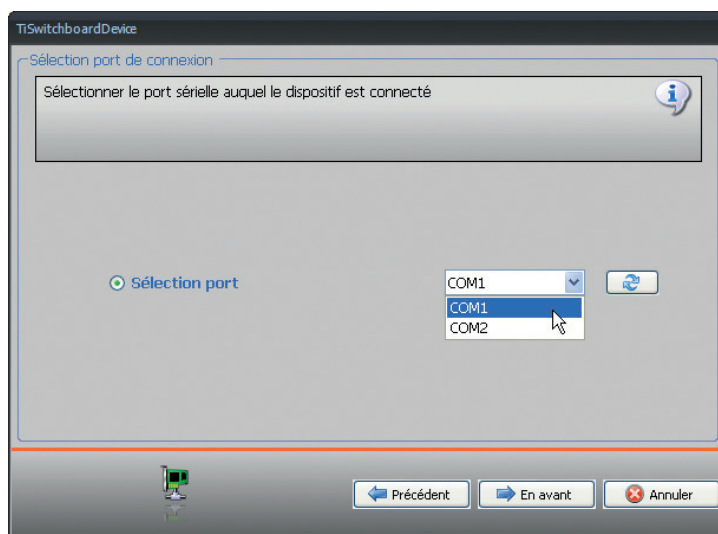 TiSwitchboardDevice
Sélection port de connexion
Sélectionner le port sérielle auquel le dispositif est connecté
Sélection port
COM1
COM1
COM2
Précédent
En avant
Annuler